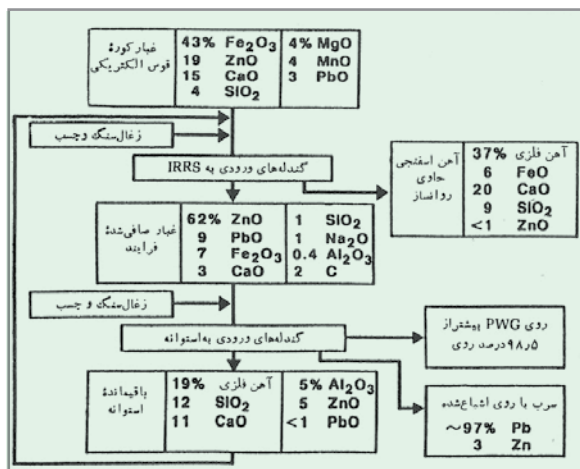 غبار کورهٔ
قوس الکتریکی
43% Fe2O3
19 ZnO
15 CaO
4 SIO2
4% MgO
4 MnO
3 PbO
زغال‌سنگ و چسب
گندله‌های ورودی به IRRS
آهن اسفنجی
حاوی
روانساز
37% آهن فلزی
6 FeO
20 CaO
9 SIO2
<1 ZnO
غبار صافی‌شدهٔ
فرایند
62% ZnO
9 PbO
7 Fe2O3
3 CaO
1 SIO2
1 Na2O
0.4 Al2O3
2 C
زغال‌سنگ و چسب
گندله‌های ورودی به استوانه
روی PWG بیشتر از
۹۸٫۵ درصد روی
باقیماندهٔ
استوانه
19% آهن فلزی
12 SIO2
11 CaO
5% Al2O3
5 ZnO
<1 PbO
سرب با روی اشباع‌شده
~97% Pb
3 Zn